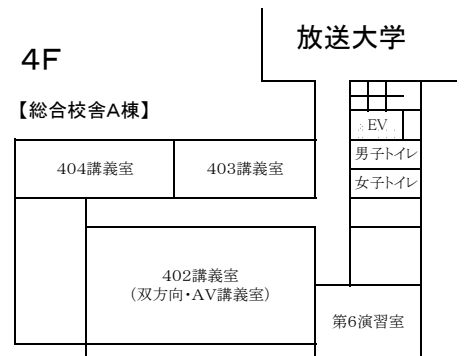 放送大学
4F
【総合校舎A棟】
EV
男子トイレ
404講義室
403講義室
女子トイレ
402講義室
(双方向・AV講義室)
第6演習室